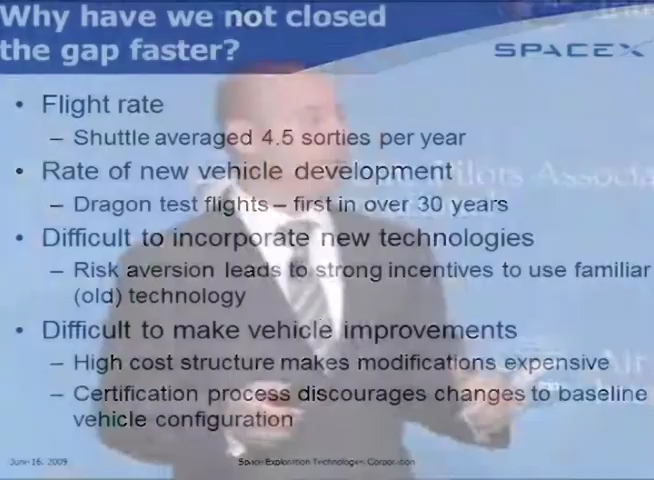 Why have we not closed
the gap faster?
SPACEX
• Flight rate
– Shuttle averaged 4.5 sorties per year
• Rate of new vehicle development
– Dragon test flights – first in over 30 years
• Difficult to incorporate new technologies
– Risk aversion leads to strong incentives to use familiar
(old) technology
• Difficult to make vehicle improvements
– High cost structure makes modifications expensive
– Certification process discourages changes to baseline
vehicle configuration
Pilots Associa
Air
June 16, 2009
Space Exploration Technologies Corporation